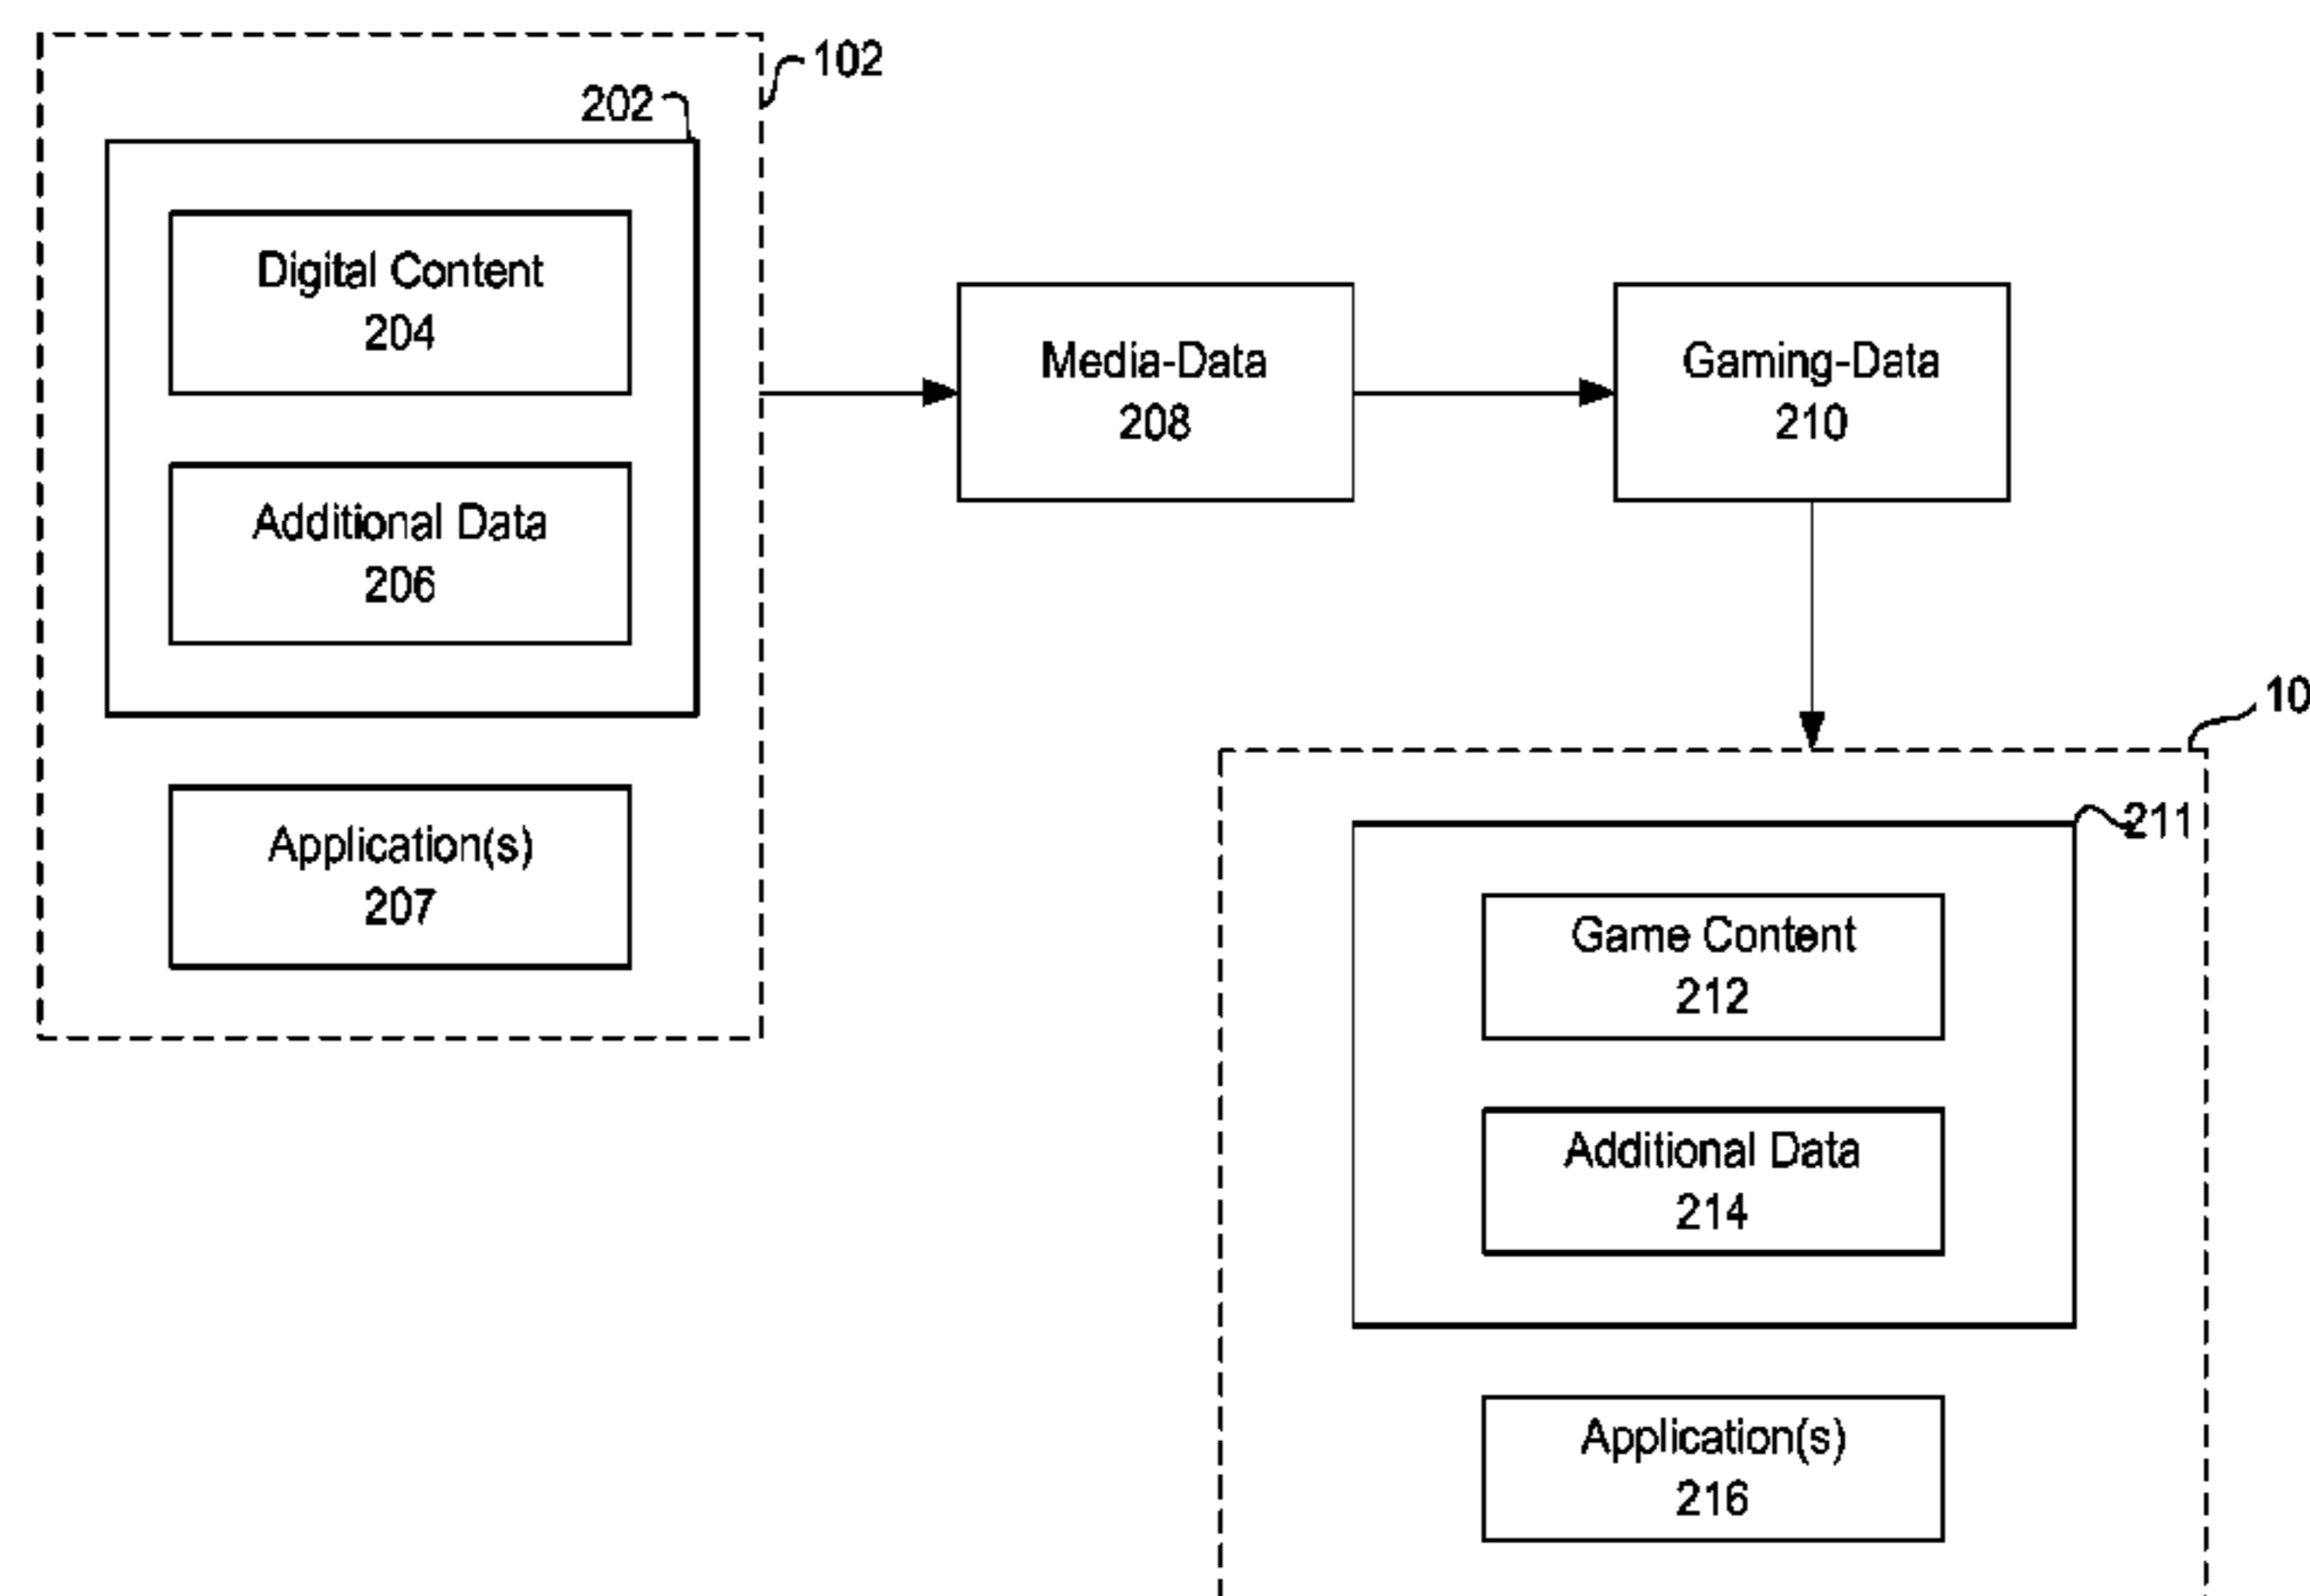 102
202
Digital Content
204
Additional Data
206
Application(s)
207
Media-Data
208
Gaming-Data
210
10
211
Game Content
212
Additional Data
214
Application(s)
216